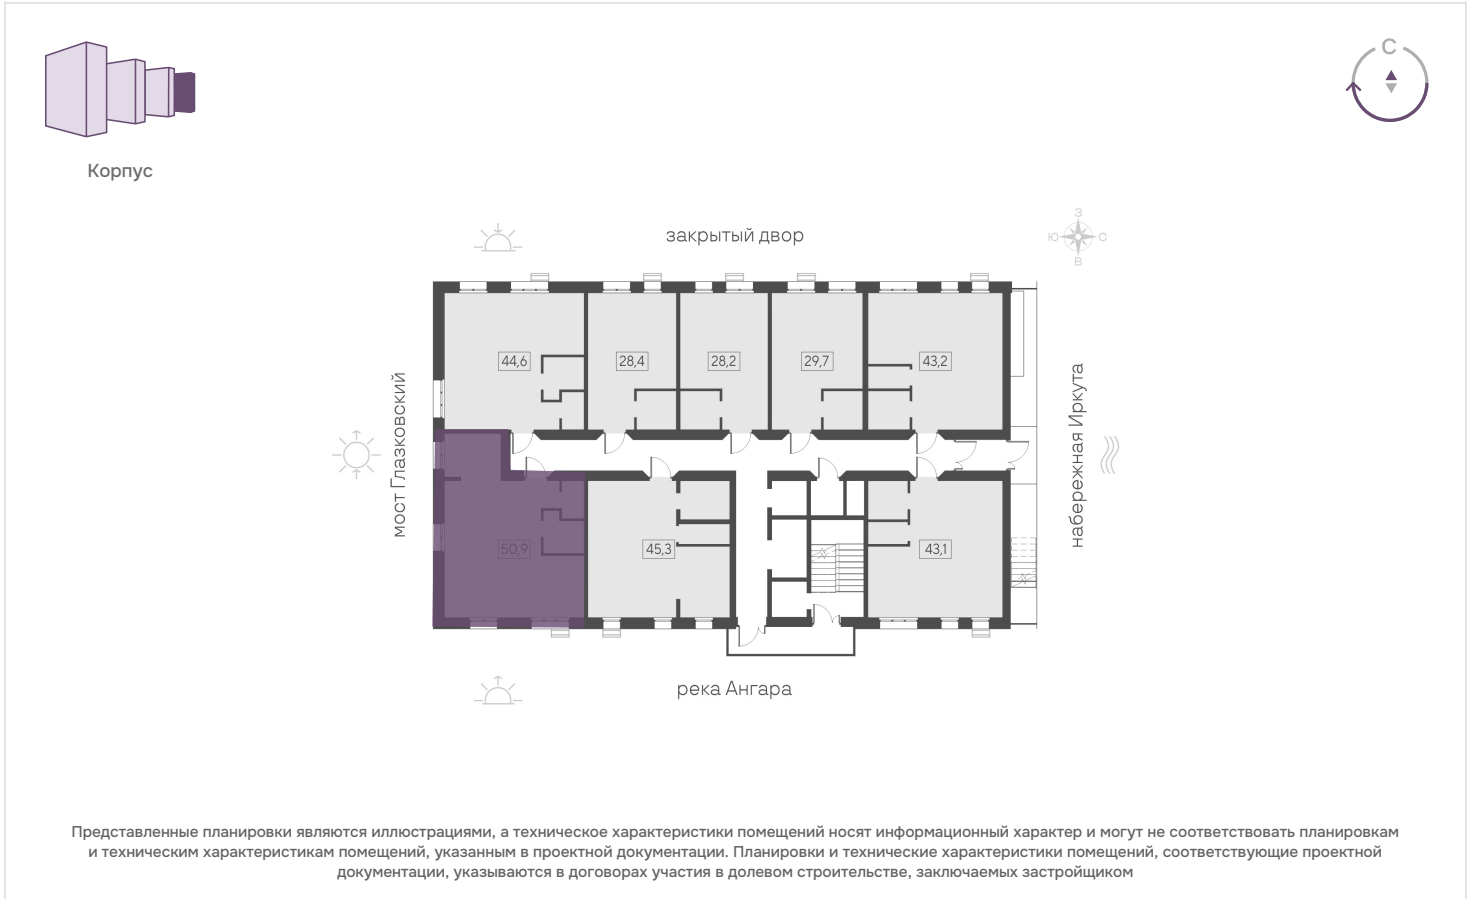 С
Корпус
закрытый двор
З
Ю
С
В
44,6
28,4
28,2
29,7
43,2
мост Глазковский
набережная Иркута
50,9
45,3
43,1
река Ангара
Представленные планировки являются иллюстрациями, а техническое характеристики помещений носят информационный характер и могут не соответствовать планировкам
и техническим характеристикам помещений, указанным в проектной документации. Планировки и технические характеристики помещений, соответствующие проектной
документации, указываются в договорах участия в долевом строительстве, заключаемых застройщиком